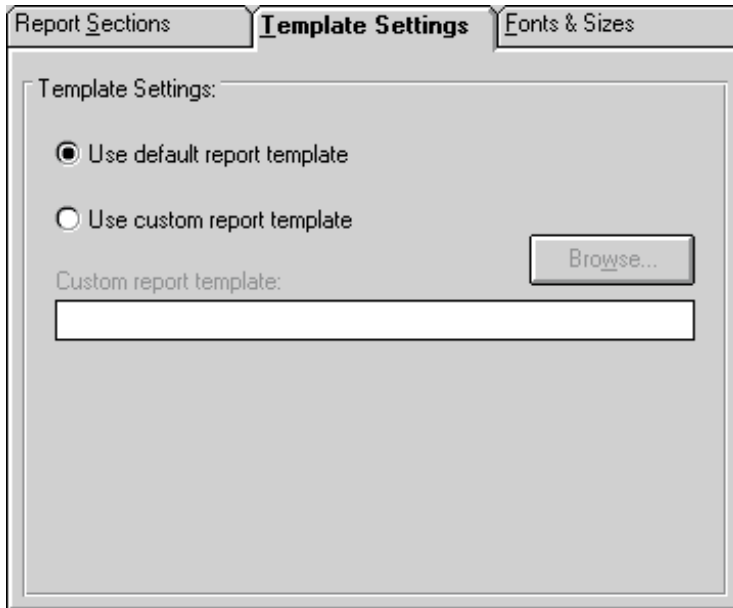 Report Sections
Template Settings
Fonts & Sizes
Template Settings:
Use default report template
Use custom report template
Browse...
Custom report template: